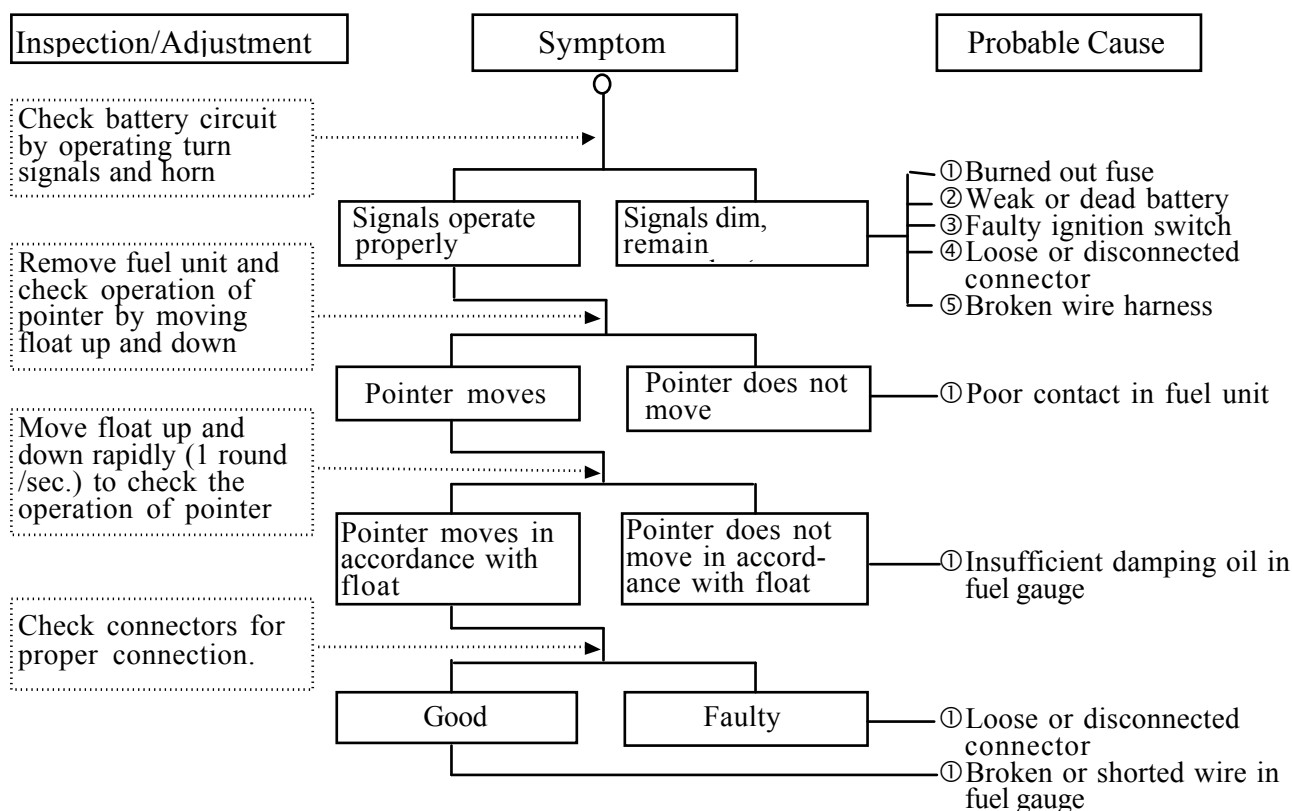 Inspection/Adjustment
Symptom
Probable Cause
Check battery circuit
by operating turn
signals and horn
Signals operate
properly
Signals dim,
remain
①Burned out fuse
②Weak or dead battery
③Faulty ignition switch
④Loose or disconnected
connector
⑤Broken wire harness
Remove fuel unit and
check operation of
pointer by moving
float up and down
Pointer moves
Pointer does not
move
①Poor contact in fuel unit
Move float up and
down rapidly (1 round
/sec.) to check the
operation of pointer
Pointer moves in
accordance with
float
Pointer does not
move in accord-
ance with float
①Insufficient damping oil in
fuel gauge
Check connectors for
proper connection.
Good
Faulty
①Loose or disconnected
connector
①Broken or shorted wire in
fuel gauge